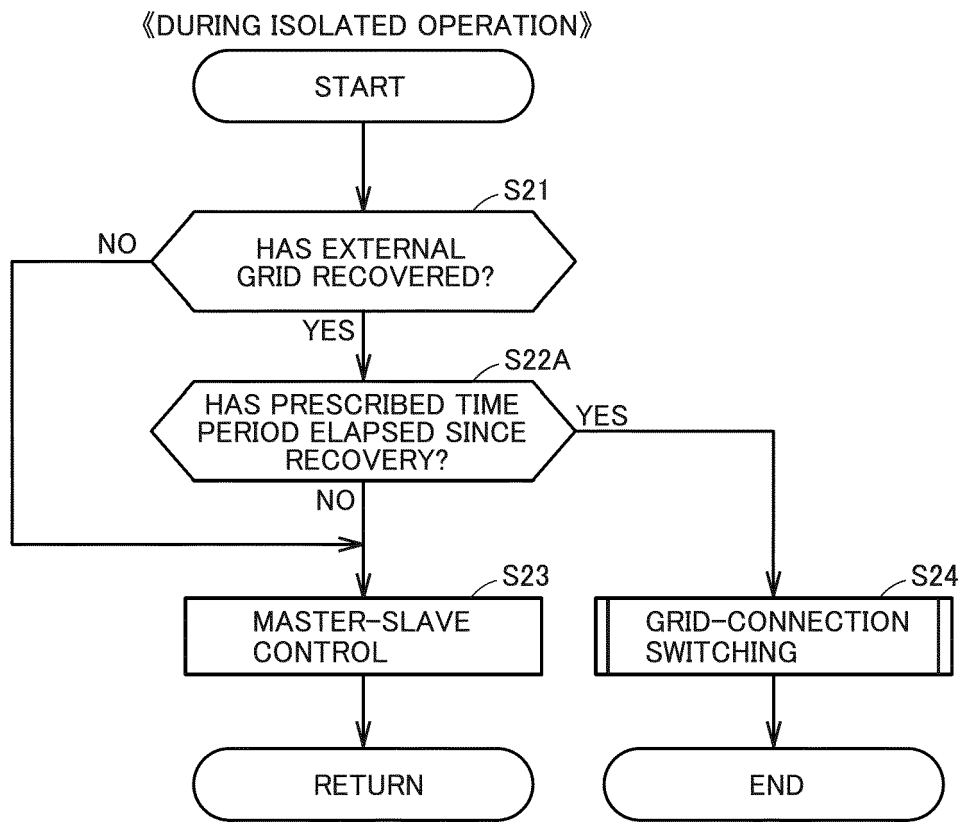 《DURING ISOLATED OPERATION》
START
S21
NO
HAS EXTERNAL
GRID RECOVERED?
YES
S22A
HAS PRESCRIBED TIME
PERIOD ELAPSED SINCE
RECOVERY?
YES
NO
S23
MASTER-SLAVE
CONTROL
S24
GRID-CONNECTION
SWITCHING
RETURN
END